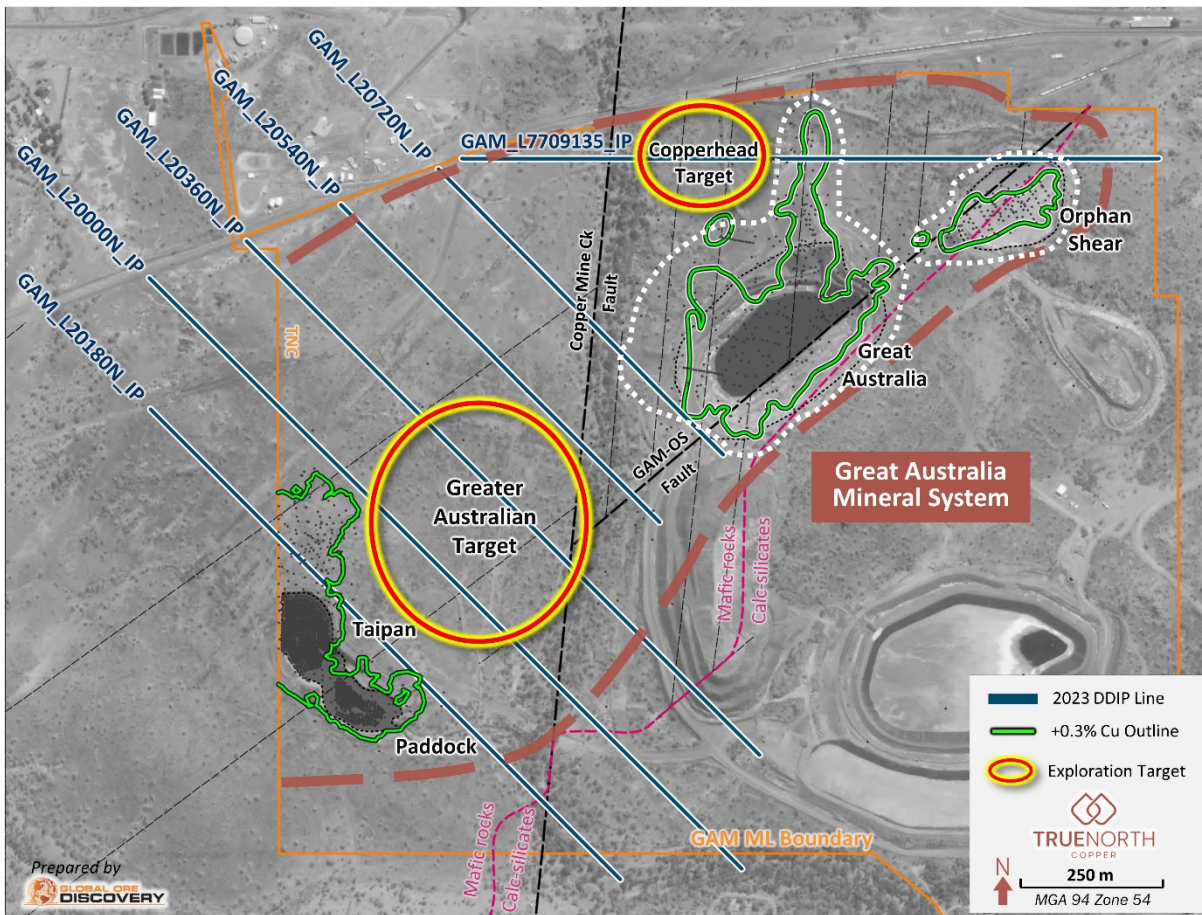 GAM_L20720N_IP
GAM_L20540N_IP
GAM_L20360N_IP
GAM_L20000N_IP
GAM_L20180N_IP
GAM_L7709135_IP
Copperhead
Target
Orphan
Shear
Copper Mine Ck
Fault
TNC
Great
Australia
GAM-OS
Fault
Greater
Australian
Target
Great Australia
Mineral System
Mafic rocks
Calc-silicates
Taipan
Paddock
Mafic rocks
Calc-silicates
GAM ML Boundary
2023 DDIP Line
+0.3% Cu Outline
Exploration Target
TRUENORTH
COPPER
N
250 m
MGA 94 Zone 54
Prepared by
GLOBAL ORE
DISCOVERY